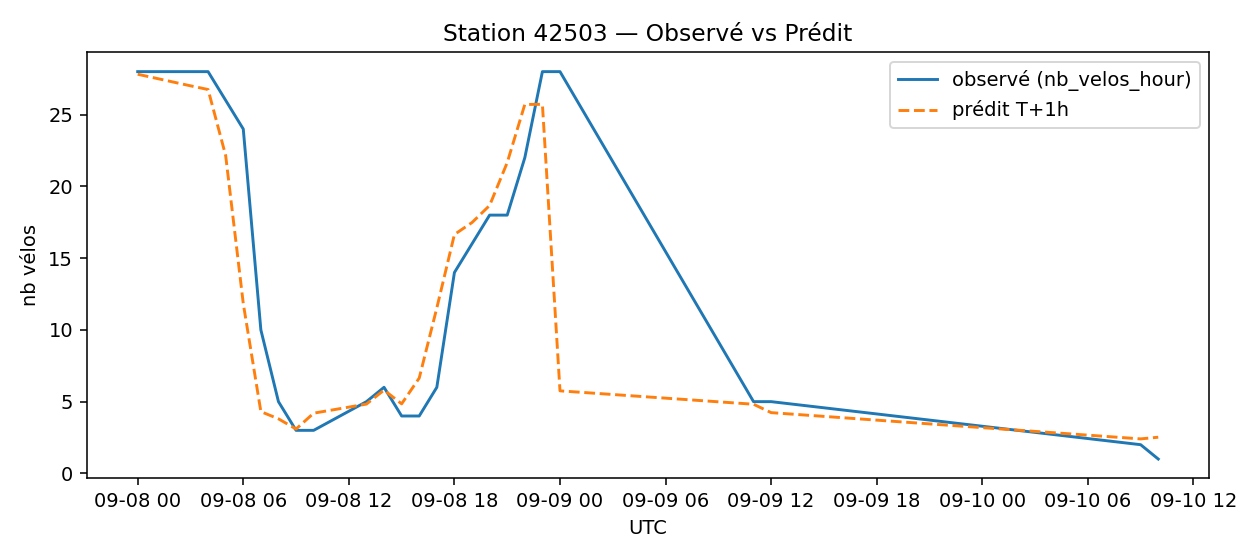 Station 42503 — Observé vs Prédit
observé (nb_velos_hour)
prédit T+1h
nb vélos
25
20
15
10
5
0
09-08 00 09-08 06 09-08 12 09-08 18 09-09 00 09-09 06 09-09 12 09-09 18 09-10 00 09-10 06 09-10 12
UTC